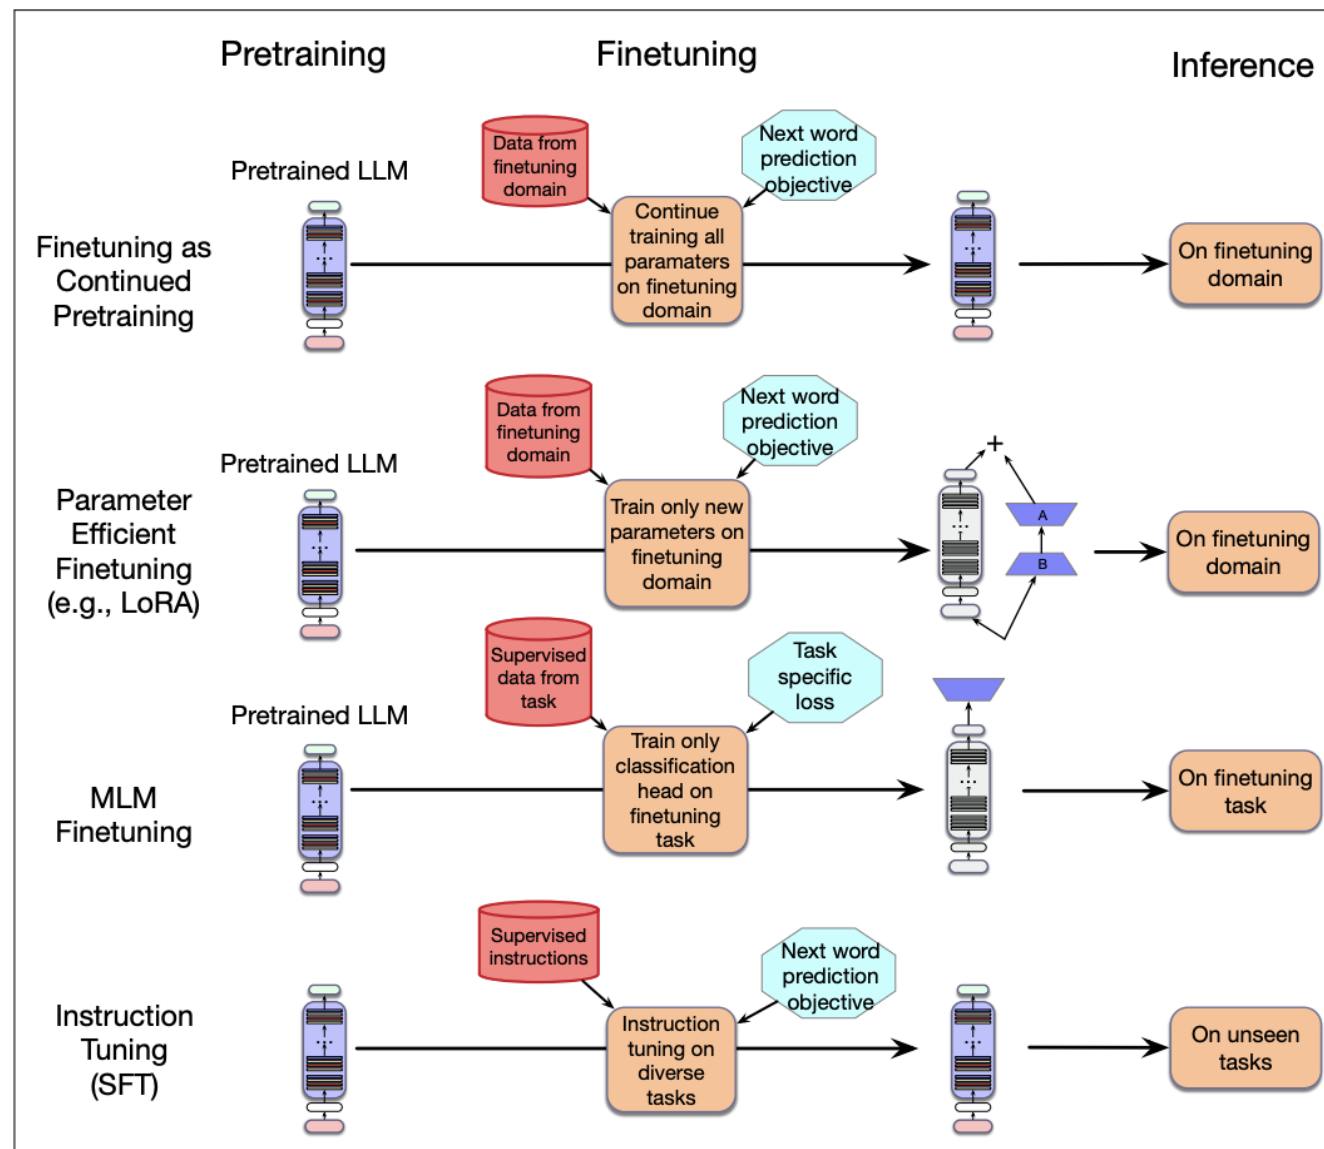 Pretraining
Finetuning
Inference
Pretrained LLM
Data from
finetuning
domain
Next word
prediction
objective
Finetuning as
Continued
Pretraining
Continue
training all
paramaters
on finetuning
domain
On finetuning
domain
Pretrained LLM
Data from
finetuning
domain
Next word
prediction
objective
Parameter
Efficient
Finetuning
(e.g., LoRA)
Train only new
parameters on
finetuning
domain
+
A
B
On finetuning
domain
Pretrained LLM
Supervised
data from
task
Task
specific
loss
MLM
Finetuning
Train only
classification
head on
finetuning
task
On finetuning
task
Supervised
instructions
Next word
prediction
objective
Instruction
Tuning
(SFT)
Instruction
tuning on
diverse
tasks
On unseen
tasks